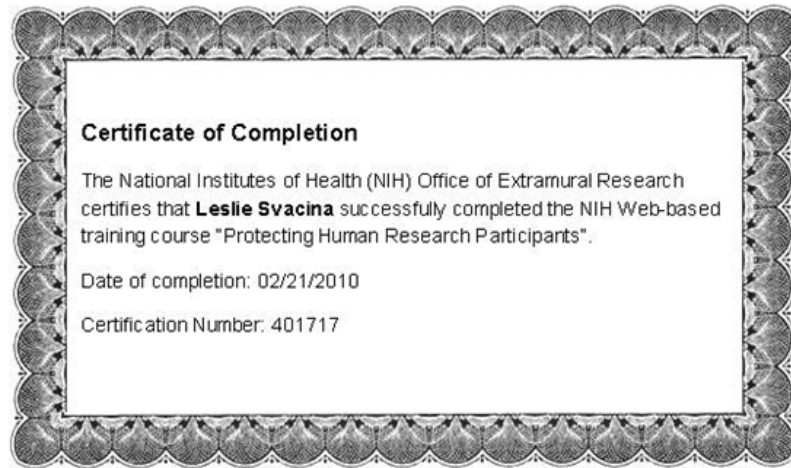 Certificate of Completion
The National Institutes of Health (NIH) Office of Extramural Research
certifies that Leslie Svacina successfully completed the NIH Web-based
training course "Protecting Human Research Participants".
Date of completion: 02/21/2010
Certification Number: 401717